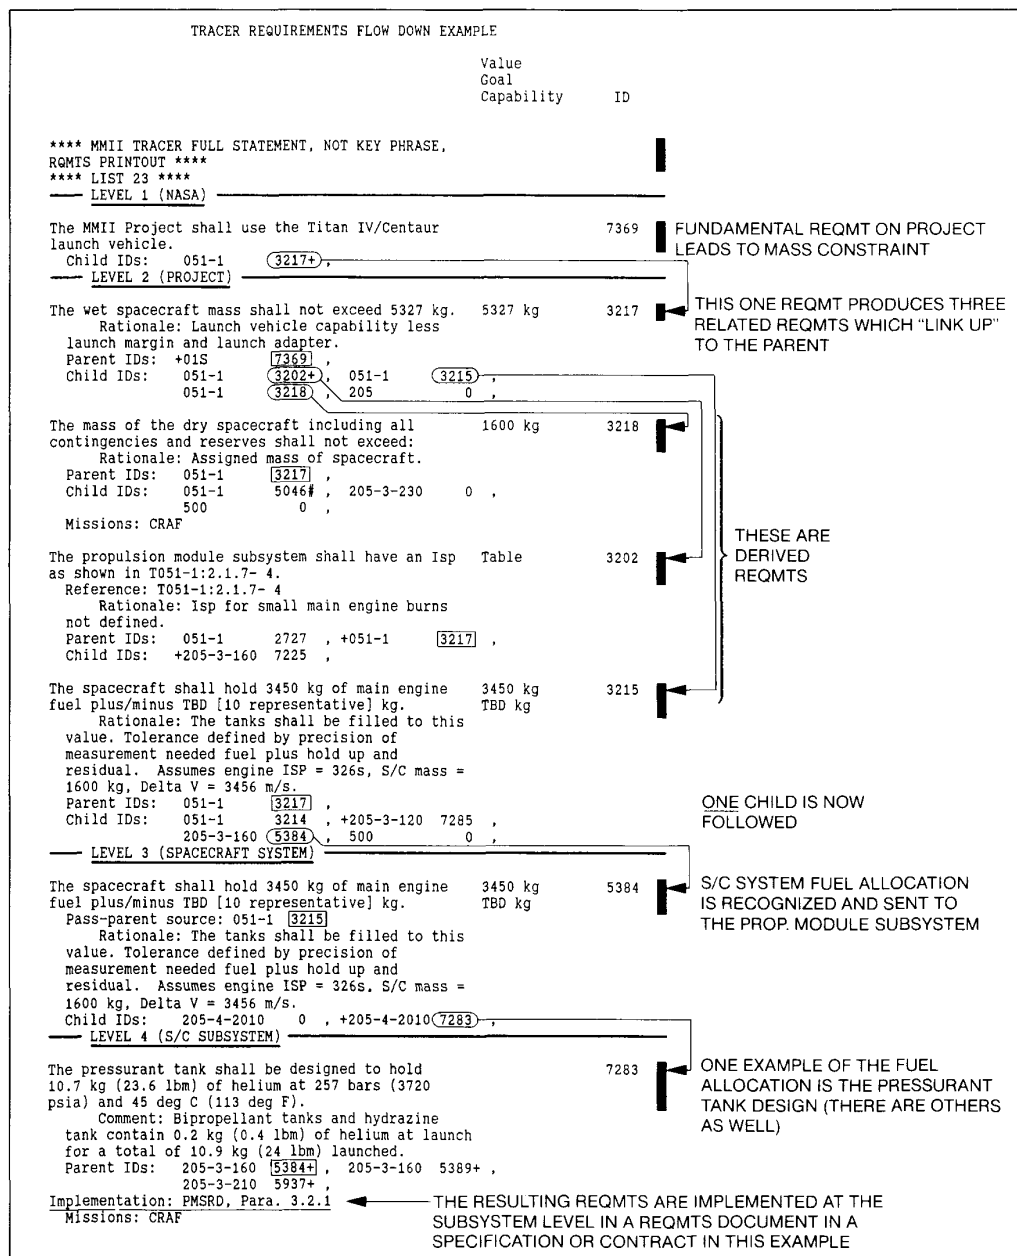 TRACER REQUIREMENTS FLOW DOWN EXAMPLE
Value
Goal
Capability ID
**** MMII TRACER FULL STATEMENT, NOT KEY PHRASE,
RQMTS PRINTOUT ****
**** LIST 23 ****
LEVEL 1 (NASA)
The MMII Project shall use the Titan IV/Centaur 7369
launch vehicle.
Child IDs: 051-1 3217+,
FUNDAMENTAL REQMT ON PROJECT
LEADS TO MASS CONSTRAINT
LEVEL 2 (PROJECT)
The wet spacecraft mass shall not exceed 5327 kg. 5327 kg 3217
Rationale: Launch vehicle capability less
launch margin and launch adapter.
Parent IDs: +01S 7369 ,
Child IDs: 051-1 3202+, 051-1 3215 ,
051-1 3218 , 205 0 ,
THIS ONE REQMT PRODUCES THREE
RELATED REQMTS WHICH "LINK UP"
TO THE PARENT
The mass of the dry spacecraft including all 1600 kg 3218
contingencies and reserves shall not exceed:
Rationale: Assigned mass of spacecraft.
Parent IDs: 051-1 3217 ,
Child IDs: 051-1 5046# , 205-3-230 0 ,
500 0 ,
Missions: CRAF
The propulsion module subsystem shall have an Isp Table 3202
as shown in T051-1:2.1.7- 4.
Reference: T051-1:2.1.7- 4
Rationale: Isp for small main engine burns
not defined.
Parent IDs: 051-1 2727 , +051-1 3217 ,
Child IDs: +205-3-160 7225 ,
THESE ARE
DERIVED
REQMTS
The spacecraft shall hold 3450 kg of main engine 3450 kg 3215
fuel plus/minus TBD [10 representative] kg. TBD kg
Rationale: The tanks shall be filled to this
value. Tolerance defined by precision of
measurement needed fuel plus hold up and
residual. Assumes engine ISP = 326s, S/C mass =
1600 kg, Delta V = 3456 m/s.
Parent IDs: 051-1 3217 ,
Child IDs: 051-1 3214 , +205-3-120 7285 ,
205-3-160 5384 , 500 0 ,
ONE CHILD IS NOW
FOLLOWED
LEVEL 3 (SPACECRAFT SYSTEM)
The spacecraft shall hold 3450 kg of main engine 3450 kg 5384
fuel plus/minus TBD [10 representative] kg. TBD kg
Pass-parent source: 051-1 3215
Rationale: The tanks shall be filled to this
value. Tolerance defined by precision of
measurement needed fuel plus hold up and
residual. Assumes engine ISP = 326s, S/C mass =
1600 kg, Delta V = 3456 m/s.
Child IDs: 205-4-2010 0 , +205-4-2010 7283 ,
S/C SYSTEM FUEL ALLOCATION
IS RECOGNIZED AND SENT TO
THE PROP. MODULE SUBSYSTEM
LEVEL 4 (S/C SUBSYSTEM)
The pressurant tank shall be designed to hold 7283
10.7 kg (23.6 lbm) of helium at 257 bars (3720
psia) and 45 deg C (113 deg F).
Comment: Bipropellant tanks and hydrazine
tank contain 0.2 kg (0.4 lbm) of helium at launch
for a total of 10.9 kg (24 lbm) launched.
Parent IDs: 205-3-160 5384+ , 205-3-160 5389+ ,
205-3-210 5937+ ,
Implementation: PMSRD, Para. 3.2.1
Missions: CRAF
ONE EXAMPLE OF THE FUEL
ALLOCATION IS THE PRESSURANT
TANK DESIGN (THERE ARE OTHERS
AS WELL)
THE RESULTING REQMTS ARE IMPLEMENTED AT THE
SUBSYSTEM LEVEL IN A REQMTS DOCUMENT IN A
SPECIFICATION OR CONTRACT IN THIS EXAMPLE